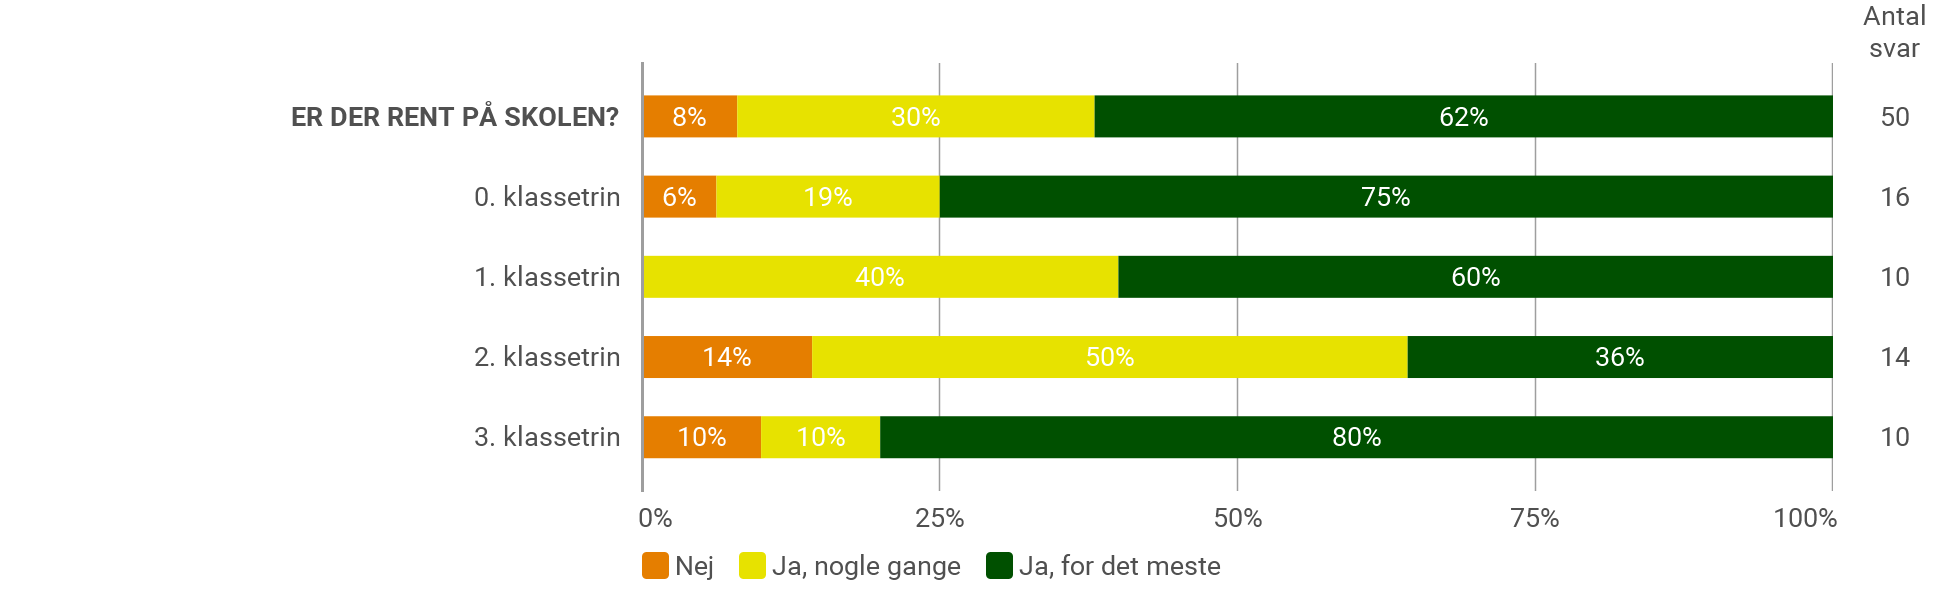 Antal
svar
ER DER RENT PÅ SKOLEN? 8% 30% 62% 50
0. klassetrin 6% 19% 75% 16
1. klassetrin 40% 60% 10
2. klassetrin 14% 50% 36% 14
3. klassetrin 10% 10% 80% 10
0% 25% 50% 75% 100%
Nej Ja, nogle gange Ja, for det meste